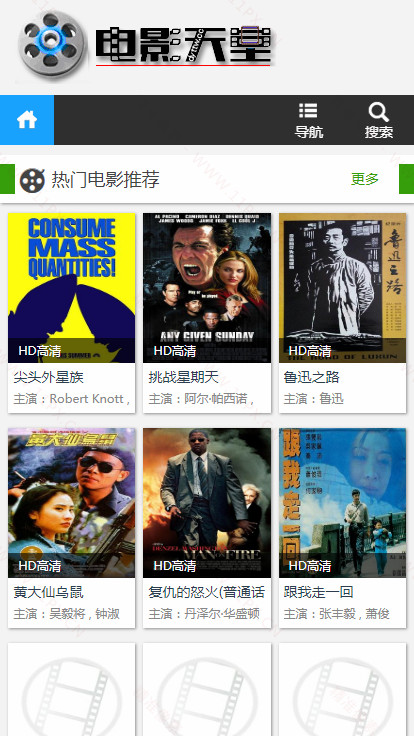 电影天堂
导航
搜索
热门电影推荐
更多
CONSUME
MASS
QUANTITIES!
HD高清
AL PACINO CAMERON DIAZ DENNIS QUAID
JAMES WOODS JAMIE FOXX LL COOL J
ANY GIVEN SUNDAY
HD高清
鲁迅之路
HD高清
尖头外星族
主演：Robert Knott ,
挑战星期天
主演：阿尔·帕西诺 ,
鲁迅之路
主演：鲁迅
黄大仙乌鼠
HD高清
DENZEL WASHINGTON
MAN ON FIRE
HD高清
跟我走一回
HD高清
黄大仙乌鼠
主演：吴毅将 , 钟淑
复仇的怒火(普通话
主演：丹泽尔·华盛顿
跟我走一回
主演：张丰毅 , 萧俊